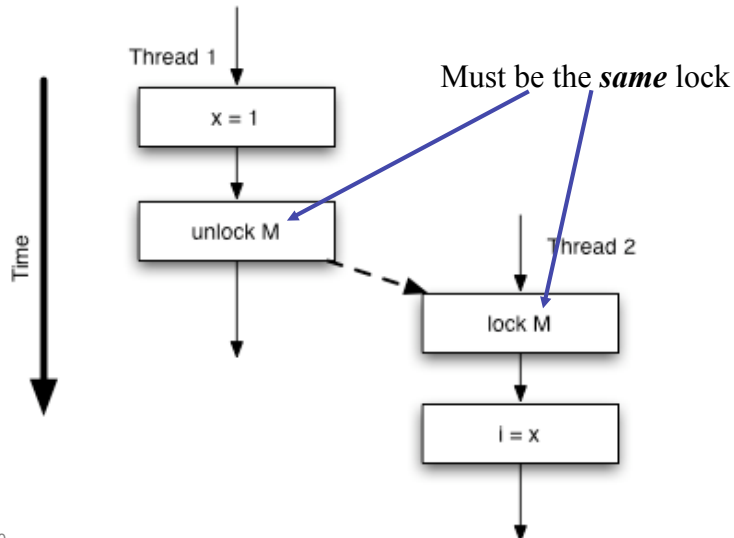 Thread 1
Must be the same lock
x = 1
unlock M
Thread 2
Time
lock M
i = x